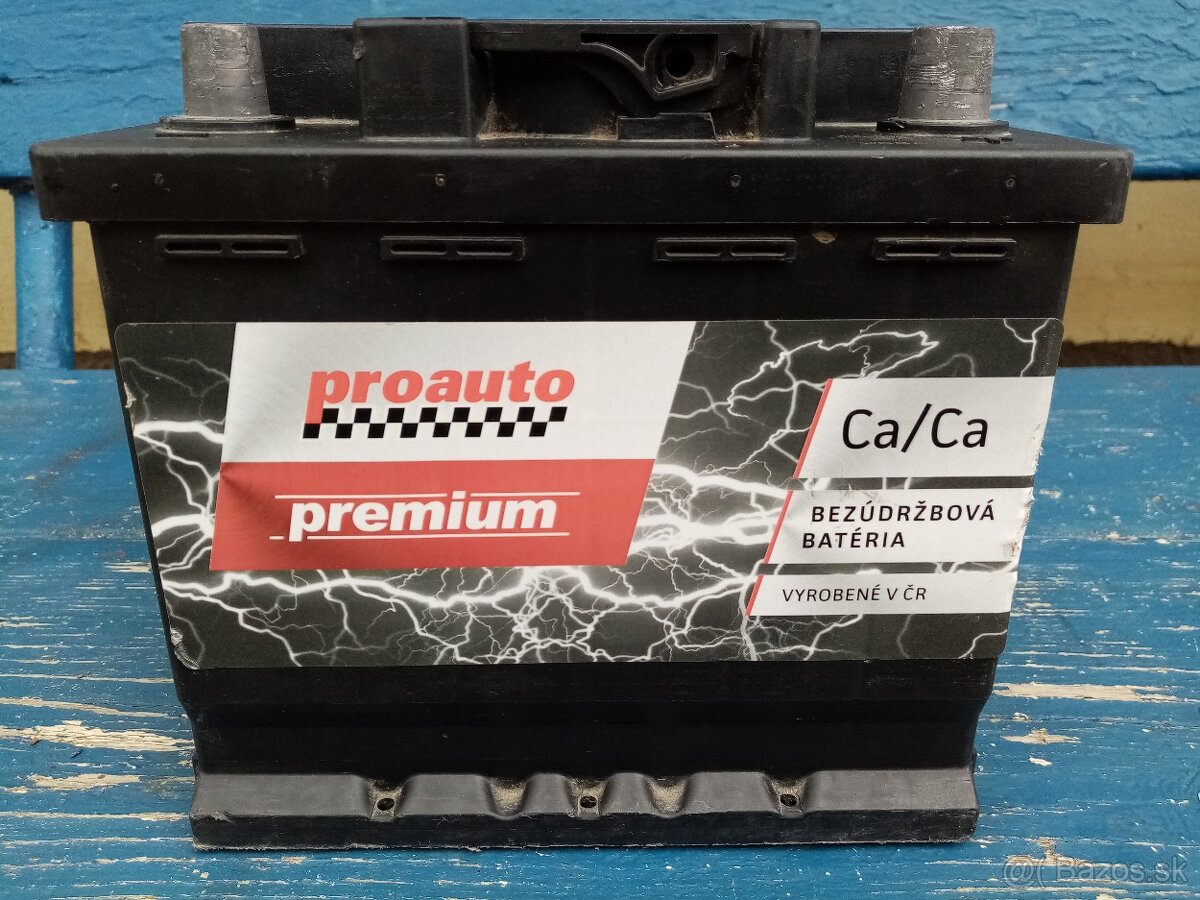 proauto
premium
Ca/Ca
BEZÚDRŽBOVÁ
BATÉRIA
VYROBENÉ V ČR
@( Bazos.sk